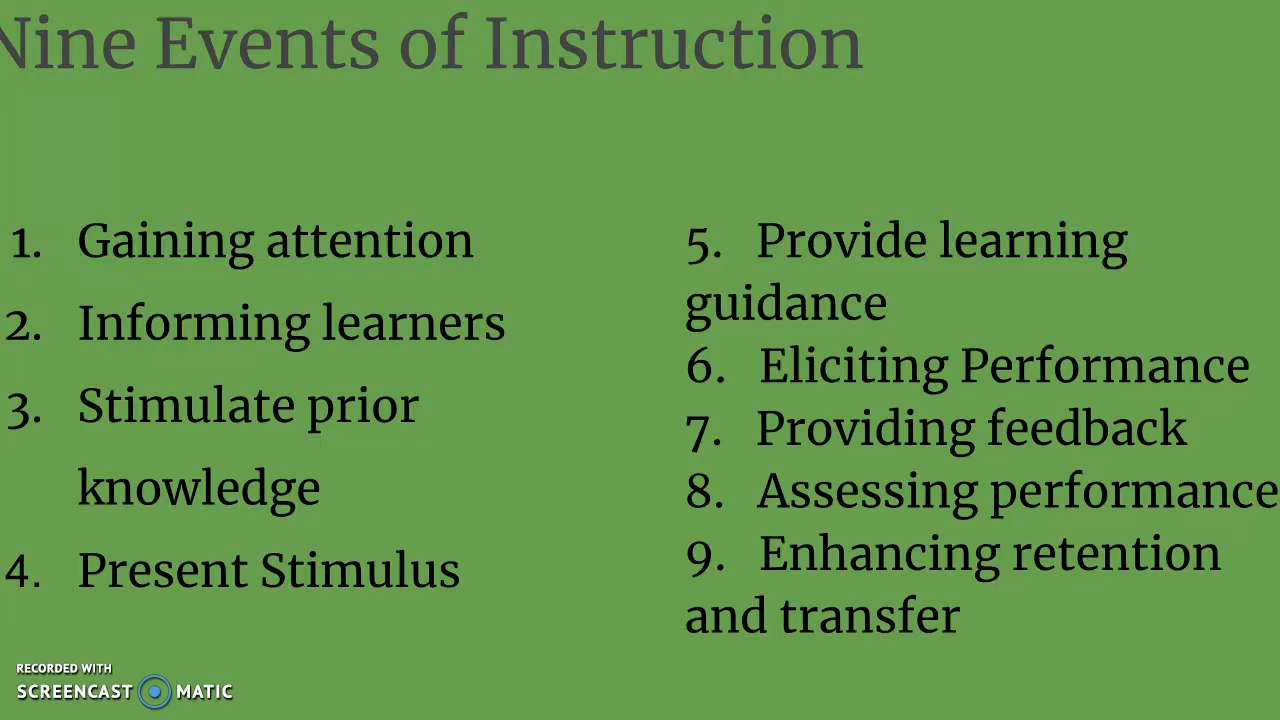 Nine Events of Instruction
1. Gaining attention
2. Informing learners
3. Stimulate prior
knowledge
4. Present Stimulus
5. Provide learning
guidance
6. Eliciting Performance
7. Providing feedback
8. Assessing performance
9. Enhancing retention
and transfer
RECORDED WITH
SCREENCAST MATIC